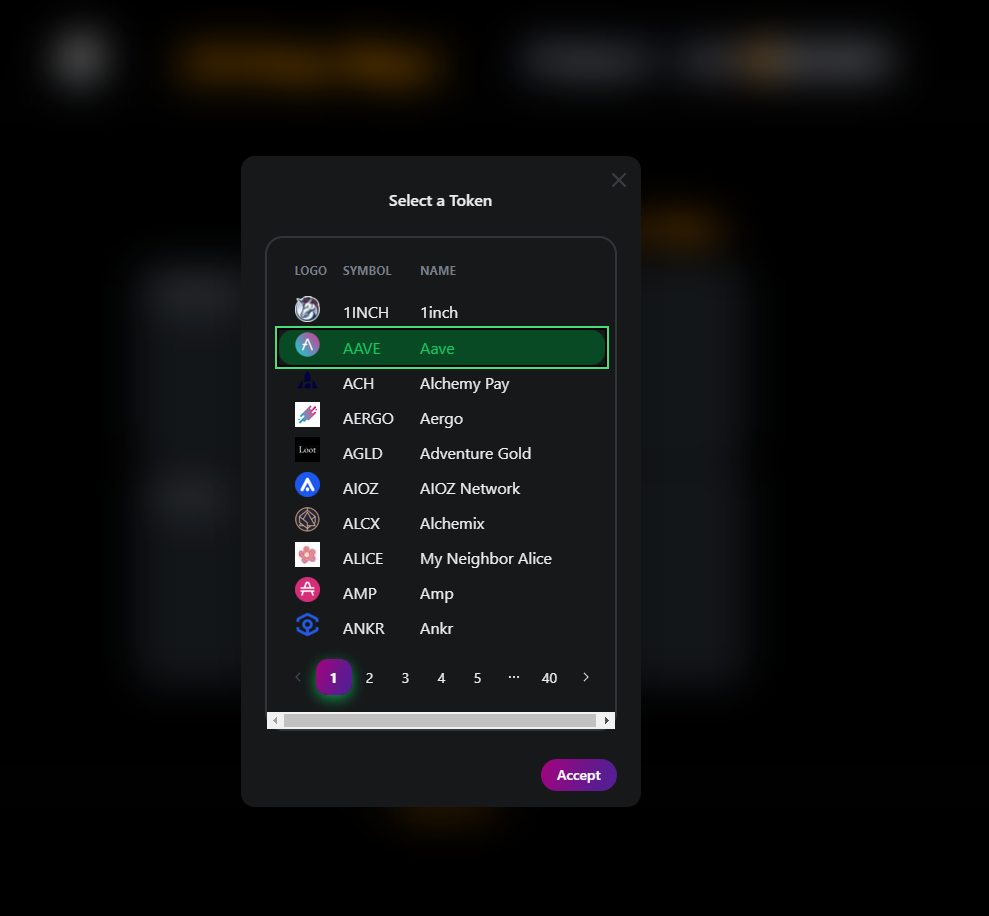 Select a Token
LOGO SYMBOL NAME
1INCH 1inch
AAVE Aave
ACH Alchemy Pay
AERGO Aergo
Loot AGLD Adventure Gold
AIOZ AIOZ Network
ALCX Alchemix
ALICE My Neighbor Alice
AMP Amp
ANKR Ankr
1 2 3 4 5 ··· 40
Accept